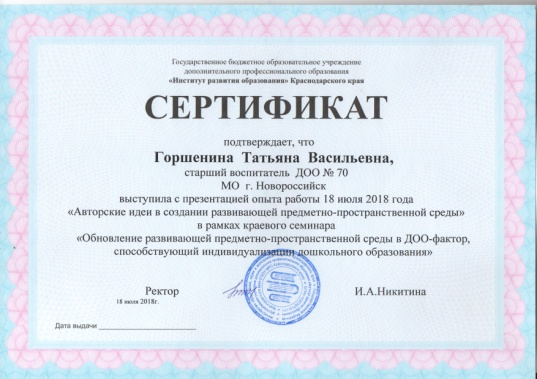 Государственное бюджетное образовательное учреждение
дополнительного профессионального образования
«Институт развития образования» Краснодарского края
СЕРТИФИКАТ
подтверждает, что
Горшенина Татьяна Васильевна,
старший воспитатель ДОО № 70
МО г. Новороссийск
выступила с презентацией опыта работы 18 июля 2018 года
«Авторские идеи в создании развивающей предметно-пространственной среды»
в рамках краевого семинара
«Обновление развивающей предметно-пространственной среды в ДОО-фактор,
способствующий индивидуализации дошкольного образования»
Ректор И.А.Никитина
18 июля 2018г.
Дата выдачи